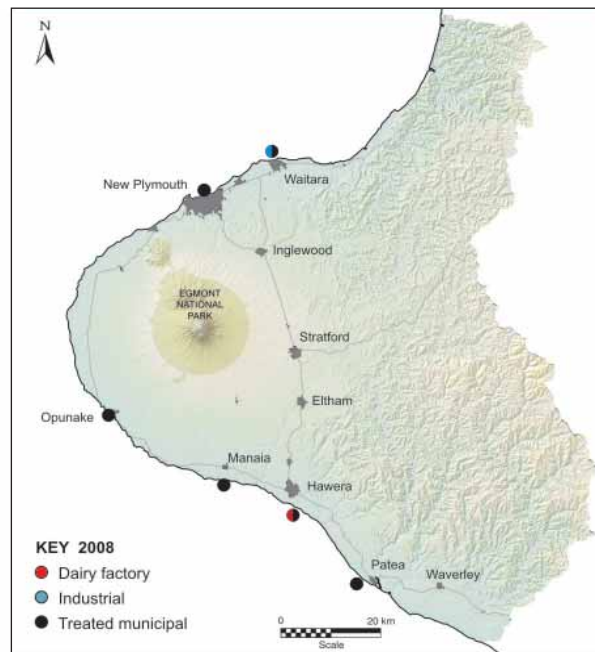 N
New Plymouth
Waitara
Inglewood
EGMONT
NATIONAL
PARK
Stratford
Opunake
Eltham
Manaia
Hawera
KEY 2008
Dairy factory
Industrial
Treated municipal
Patea
Waverley
0 20 km
Scale